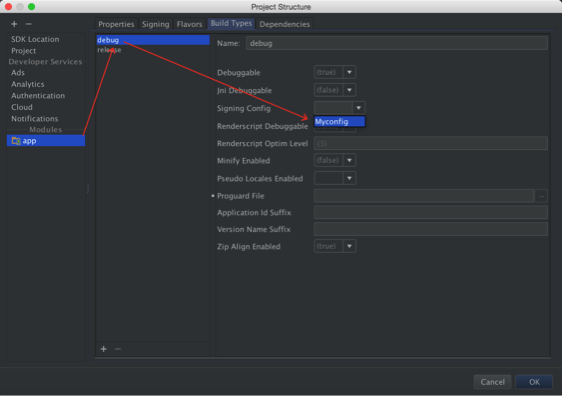 Project Structure
Properties Signing Flavors Build Types Dependencies
SDK Location
Project
Developer Services
Ads
Analytics
Authentication
Cloud
Notifications
Modules
app
debug
release
Name: debug
Debuggable (true)
Jni Debuggable (false)
Signing Config
Myconfig
Renderscript Debuggable
Renderscript Optim Level (3)
Minify Enabled (false)
Pseudo Locales Enabled
Proguard File
Application Id Suffix
Version Name Suffix
Zip Align Enabled (true)
Cancel OK